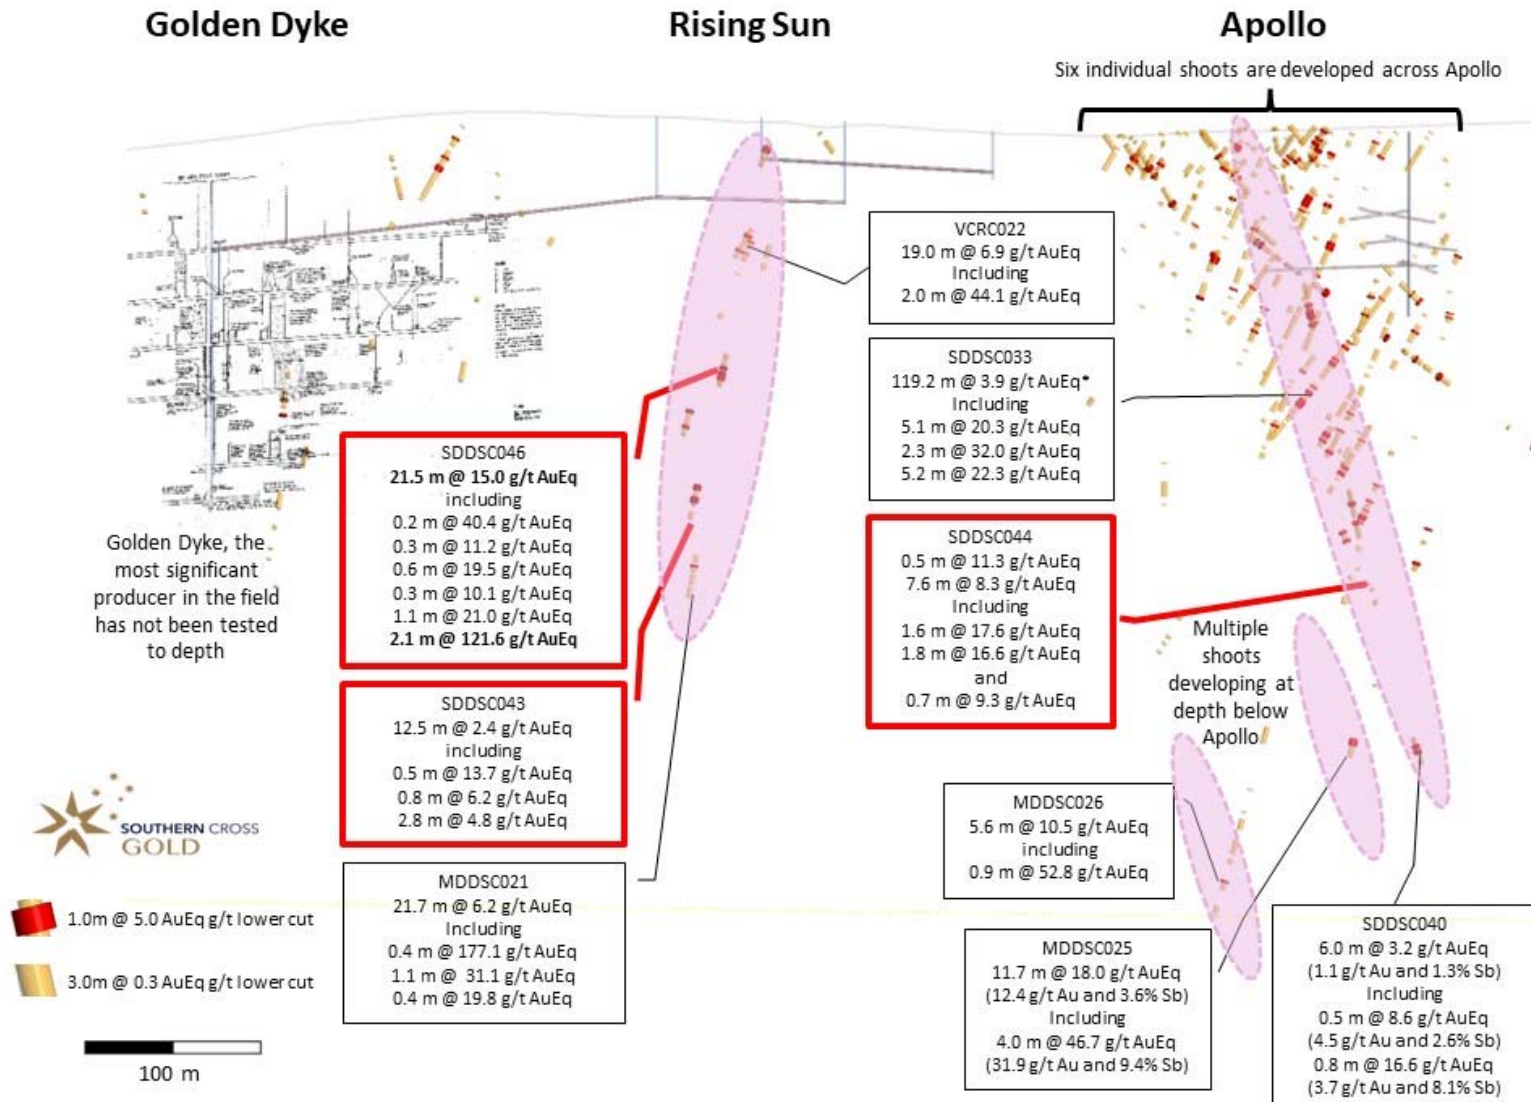 Golden Dyke
Rising Sun
Apollo
Six individual shoots are developed across Apollo
VCRC022
19.0 m @ 6.9 g/t AuEq
Including
2.0 m @ 44.1 g/t AuEq
SDDSC033
119.2 m @ 3.9 g/t AuEq*
Including
5.1 m @ 20.3 g/t AuEq
2.3 m @ 32.0 g/t AuEq
5.2 m @ 22.3 g/t AuEq
SDDSC046
21.5 m @ 15.0 g/t AuEq
including
0.2 m @ 40.4 g/t AuEq
0.3 m @ 11.2 g/t AuEq
0.6 m @ 19.5 g/t AuEq
0.3 m @ 10.1 g/t AuEq
1.1 m @ 21.0 g/t AuEq
2.1 m @ 121.6 g/t AuEq
Golden Dyke, the
most significant
producer in the field
has not been tested
to depth
SDDSC044
0.5 m @ 11.3 g/t AuEq
7.6 m @ 8.3 g/t AuEq
Including
1.6 m @ 17.6 g/t AuEq
1.8 m @ 16.6 g/t AuEq
and
0.7 m @ 9.3 g/t AuEq
Multiple
shoots
developing at
depth below
Apollo
SDDSC043
12.5 m @ 2.4 g/t AuEq
including
0.5 m @ 13.7 g/t AuEq
0.8 m @ 6.2 g/t AuEq
2.8 m @ 4.8 g/t AuEq
SOUTHERN CROSS
GOLD
MDDSC026
5.6 m @ 10.5 g/t AuEq
including
0.9 m @ 52.8 g/t AuEq
MDDSC021
21.7 m @ 6.2 g/t AuEq
Including
0.4 m @ 177.1 g/t AuEq
1.1 m @ 31.1 g/t AuEq
0.4 m @ 19.8 g/t AuEq
1.0m @ 5.0 AuEq g/t lower cut
3.0m @ 0.3 AuEq g/t lower cut
MDDSC025
11.7 m @ 18.0 g/t AuEq
(12.4 g/t Au and 3.6% Sb)
Including
4.0 m @ 46.7 g/t AuEq
(31.9 g/t Au and 9.4% Sb)
SDDSC040
6.0 m @ 3.2 g/t AuEq
(1.1 g/t Au and 1.3% Sb)
Including
0.5 m @ 8.6 g/t AuEq
(4.5 g/t Au and 2.6% Sb)
0.8 m @ 16.6 g/t AuEq
(3.7 g/t Au and 8.1% Sb)
100 m